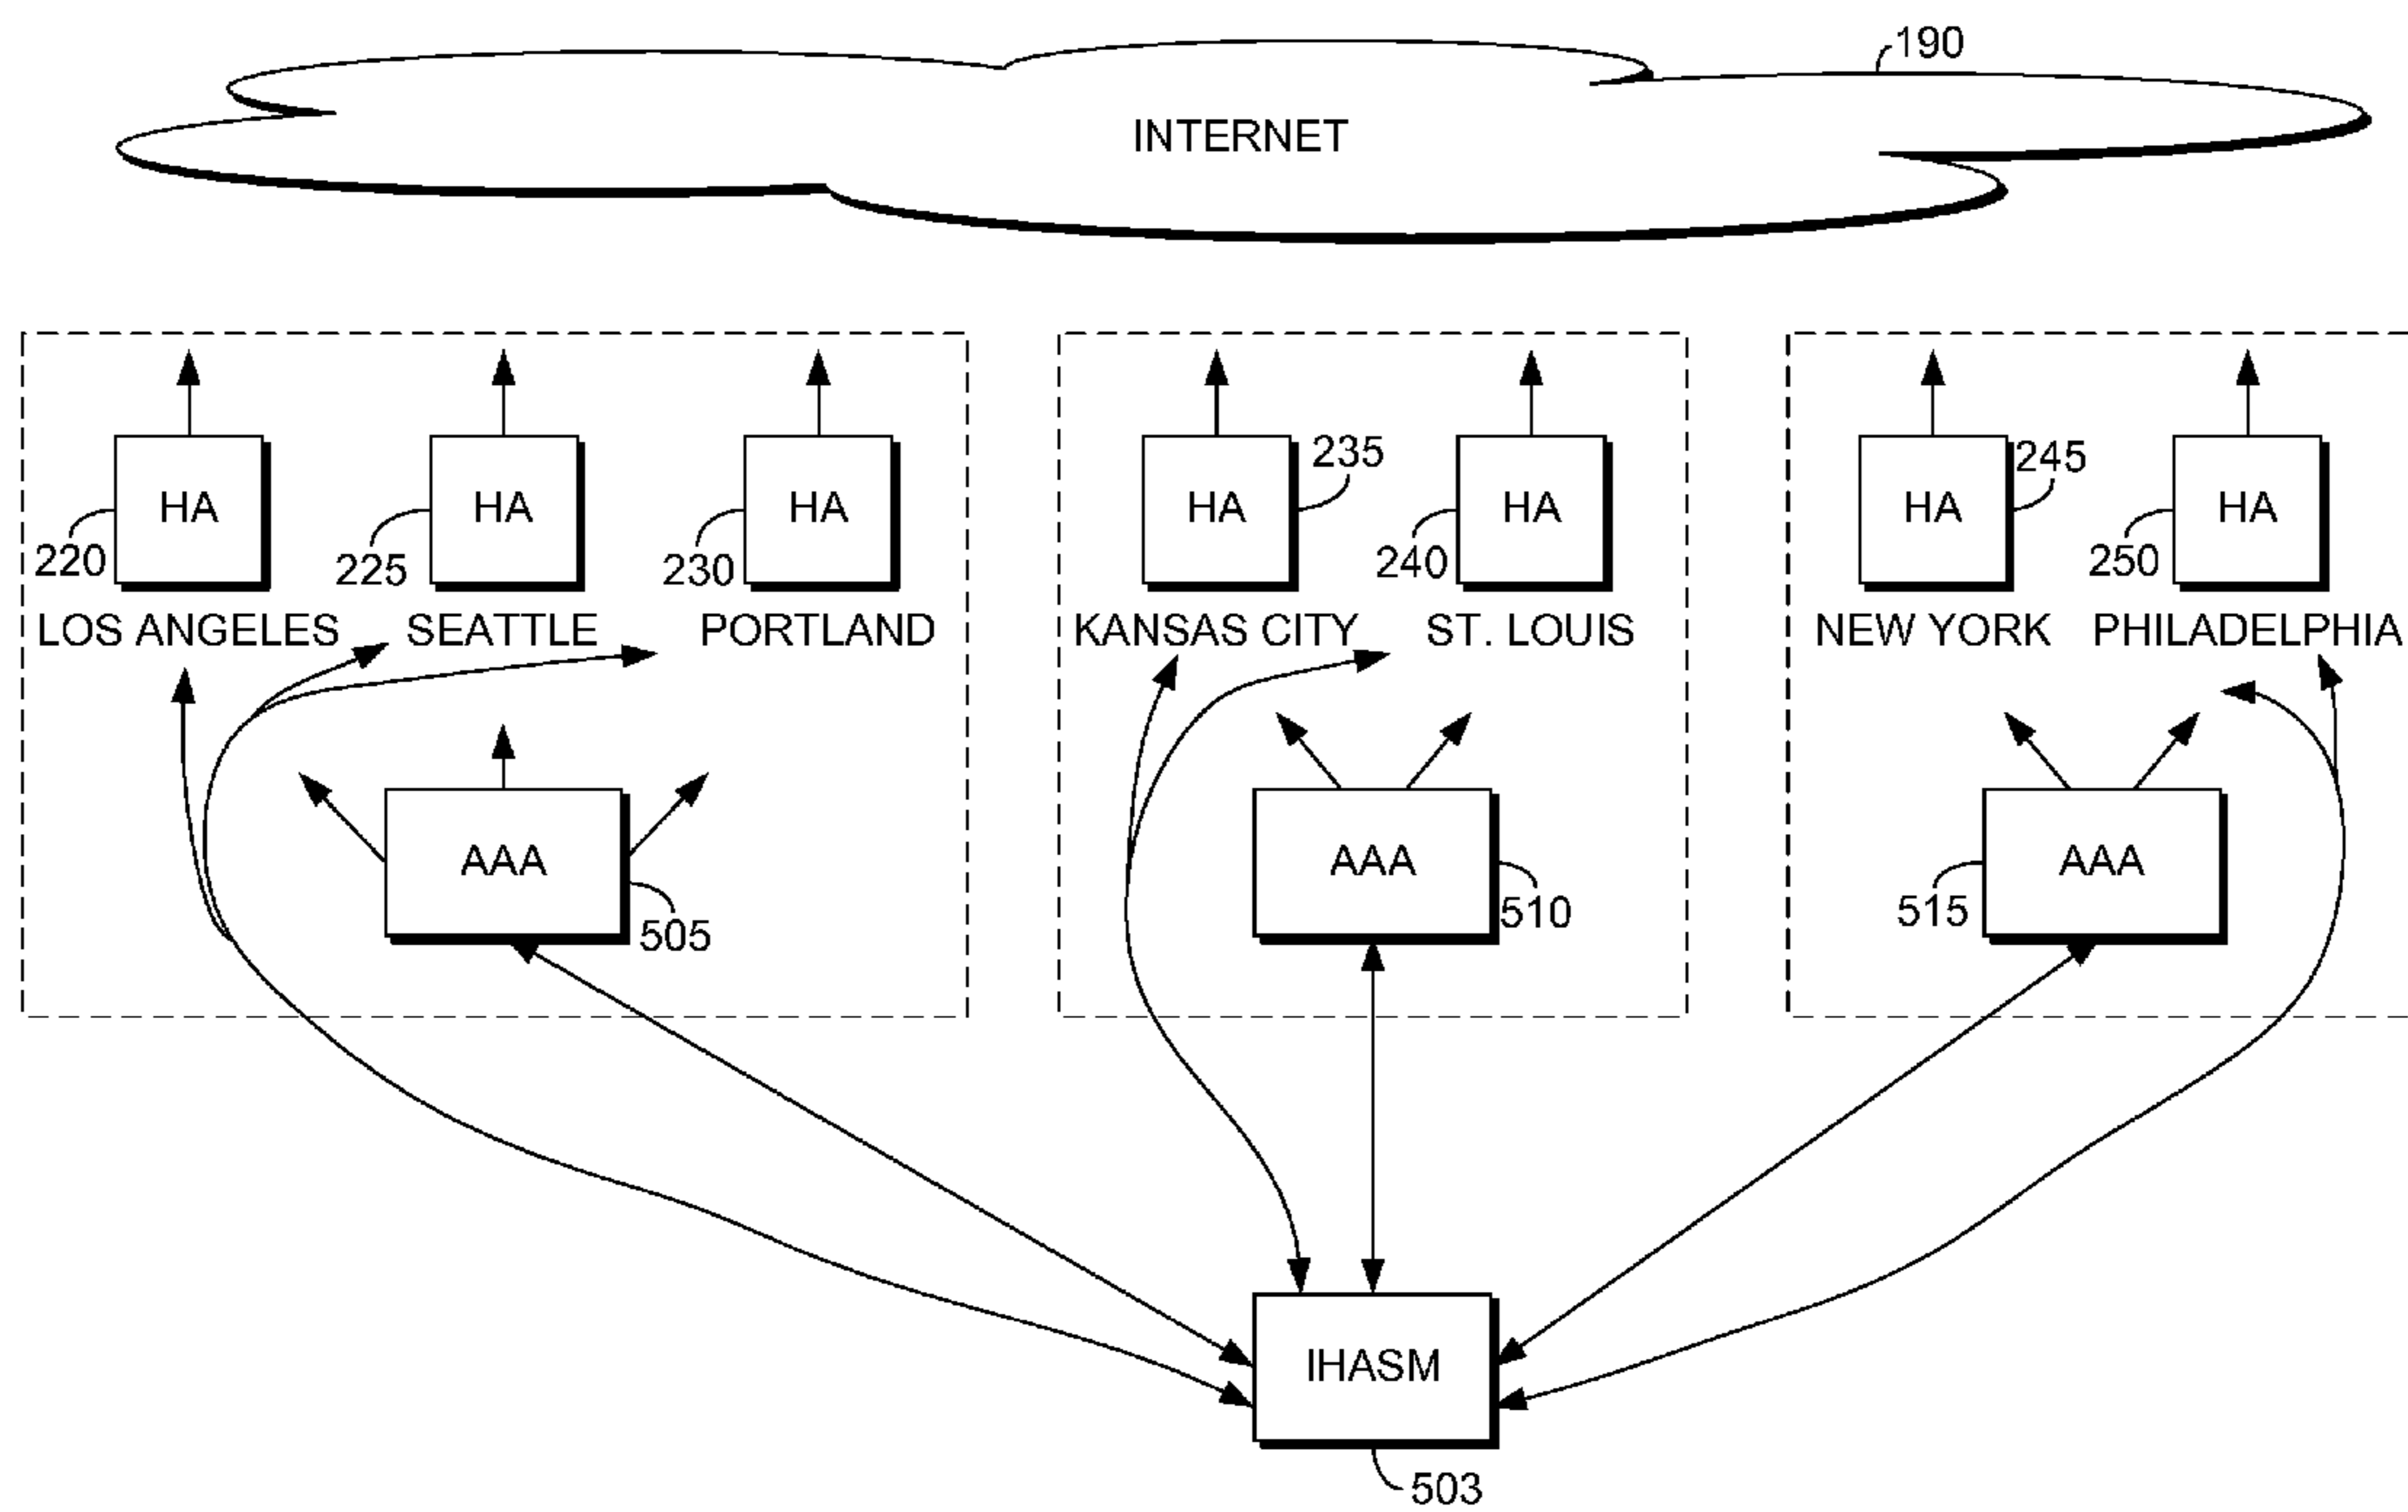 190
INTERNET
HA HA HA HA 235 HA HA 245 HA
220 225 230 240 250
LOS ANGELES SEATTLE PORTLAND KANSAS CITY ST. LOUIS NEW YORK PHILADELPHIA
AAA AAA AAA
505 510 515
IHASM
503